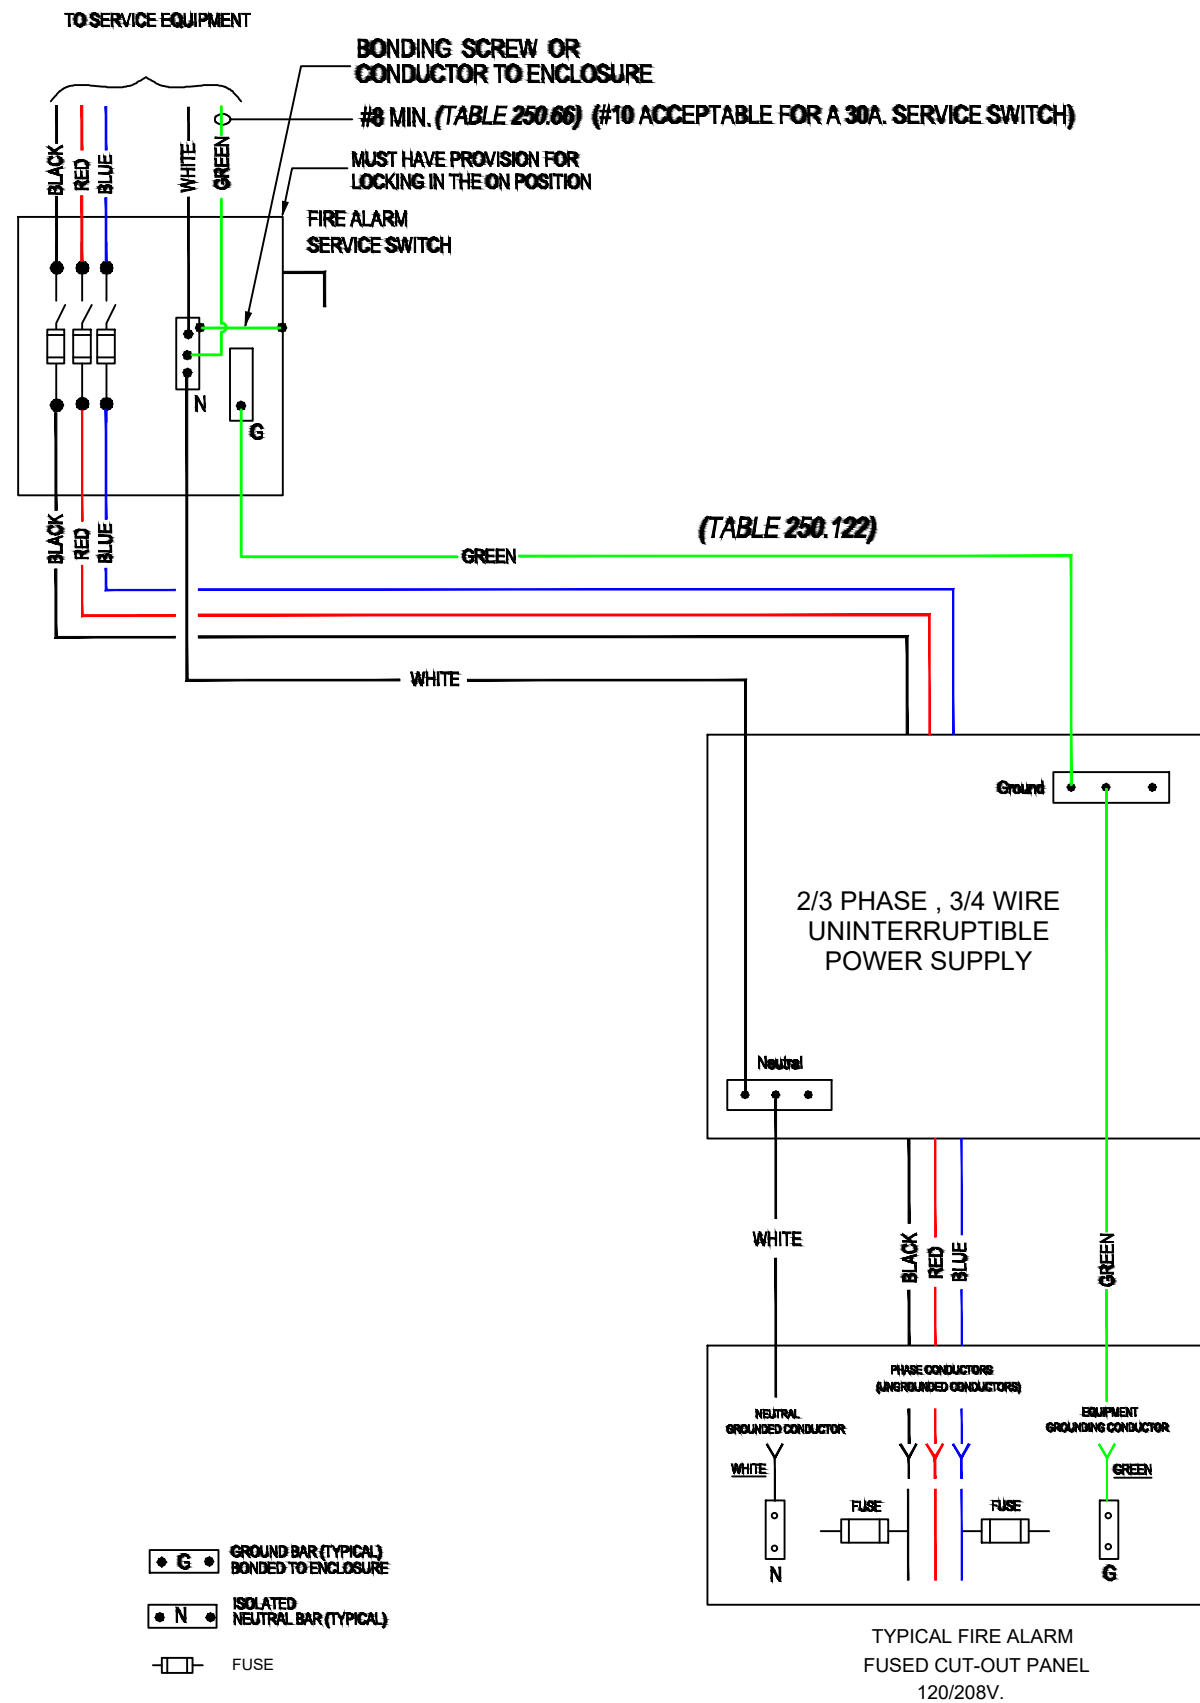 TO SERVICE EQUIPMENT
BONDING SCREW OR
CONDUCTOR TO ENCLOSURE
#8 MIN. (TABLE 250.66) (#10 ACCEPTABLE FOR A 30A. SERVICE SWITCH)
MUST HAVE PROVISION FOR
LOCKING IN THE ON POSITION
BLACK
RED
BLUE
WHITE
GREEN
FIRE ALARM
SERVICE SWITCH
N
G
BLACK
RED
BLUE
(TABLE 250.122)
GREEN
WHITE
Ground
2/3 PHASE , 3/4 WIRE
UNINTERRUPTIBLE
POWER SUPPLY
Neutral
WHITE
BLACK
RED
BLUE
GREEN
PHASE CONDUCTORS
(UNGROUNDED CONDUCTORS)
NEUTRAL
GROUNDED CONDUCTOR
EQUIPMENT
GROUNDING CONDUCTOR
WHITE
GREEN
FUSE
FUSE
N
G
G
GROUND BAR (TYPICAL)
BONDED TO ENCLOSURE
N
ISOLATED
NEUTRAL BAR (TYPICAL)
FUSE
TYPICAL FIRE ALARM
FUSED CUT-OUT PANEL
120/208V.